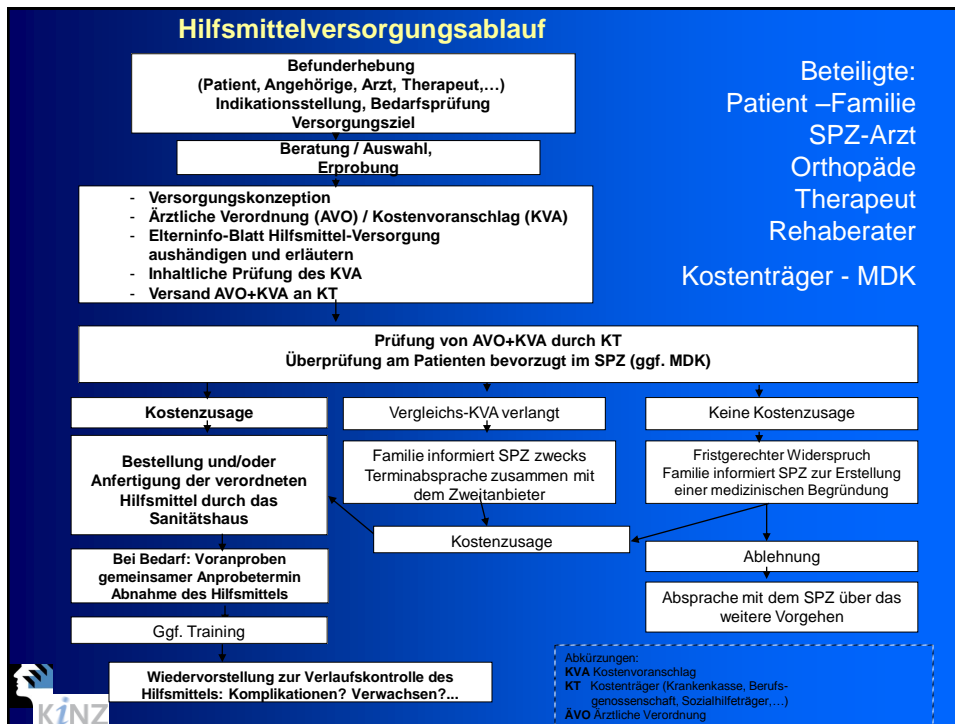 Hilfsmittelversorgungsablauf
Befunderhebung
(Patient, Angehörige, Arzt, Therapeut,…)
Indikationsstellung, Bedarfsprüfung
Versorgungsziel
Beratung / Auswahl,
Erprobung
- Versorgungskonzeption
- Ärztliche Verordnung (AVO) / Kostenvoranschlag (KVA)
- Elterninfo-Blatt Hilfsmittel-Versorgung
aushändigen und erläutern
- Inhaltliche Prüfung des KVA
- Versand AVO+KVA an KT
Beteiligte:
Patient –Familie
SPZ-Arzt
Orthopäde
Therapeut
Rehaberater
Kostenträger - MDK
Prüfung von AVO+KVA durch KT
Überprüfung am Patienten bevorzugt im SPZ (ggf. MDK)
Kostenzusage
Bestellung und/oder
Anfertigung der verordneten
Hilfsmittel durch das
Sanitätshaus
Bei Bedarf: Voranproben
gemeinsamer Anprobetermin
Abnahme des Hilfsmittels
Ggf. Training
Wiedervorstellung zur Verlaufskontrolle des
Hilfsmittels: Komplikationen? Verwachsen?...
Vergleichs-KVA verlangt
Familie informiert SPZ zwecks
Terminabsprache zusammen mit
dem Zweitanbieter
Kostenzusage
Keine Kostenzusage
Fristgerechter Widerspruch
Familie informiert SPZ zur Erstellung
einer medizinischen Begründung
Ablehnung
Absprache mit dem SPZ über das
weitere Vorgehen
Abkürzungen:
KVA Kostenvoranschlag
KT Kostenträger (Krankenkasse, Berufs-
genossenschaft, Sozialhilfeträger,…)
ÄVO Ärztliche Verordnung
KiNZ